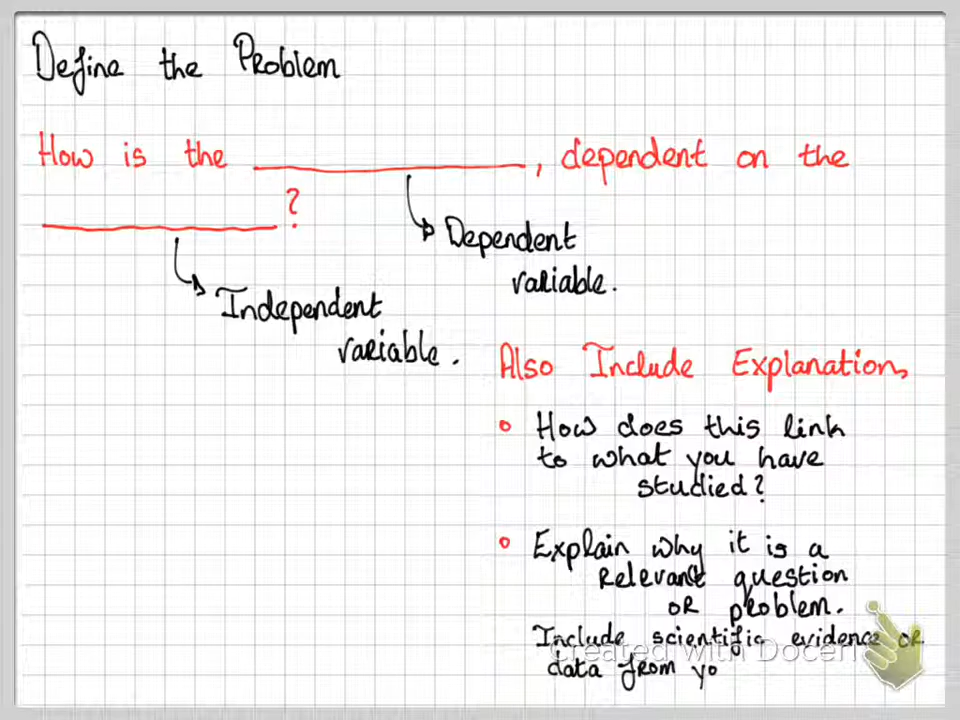 Define the Problem
How is the ____________, dependent on the
____________?
Dependent
variable.
Independent
variable.
Also Include Explanation,
• How does this link
to what you have
studied?
• Explain why it is a
relevant question
or problem.
Include scientific evidence or
data from yo
Created with Doceri